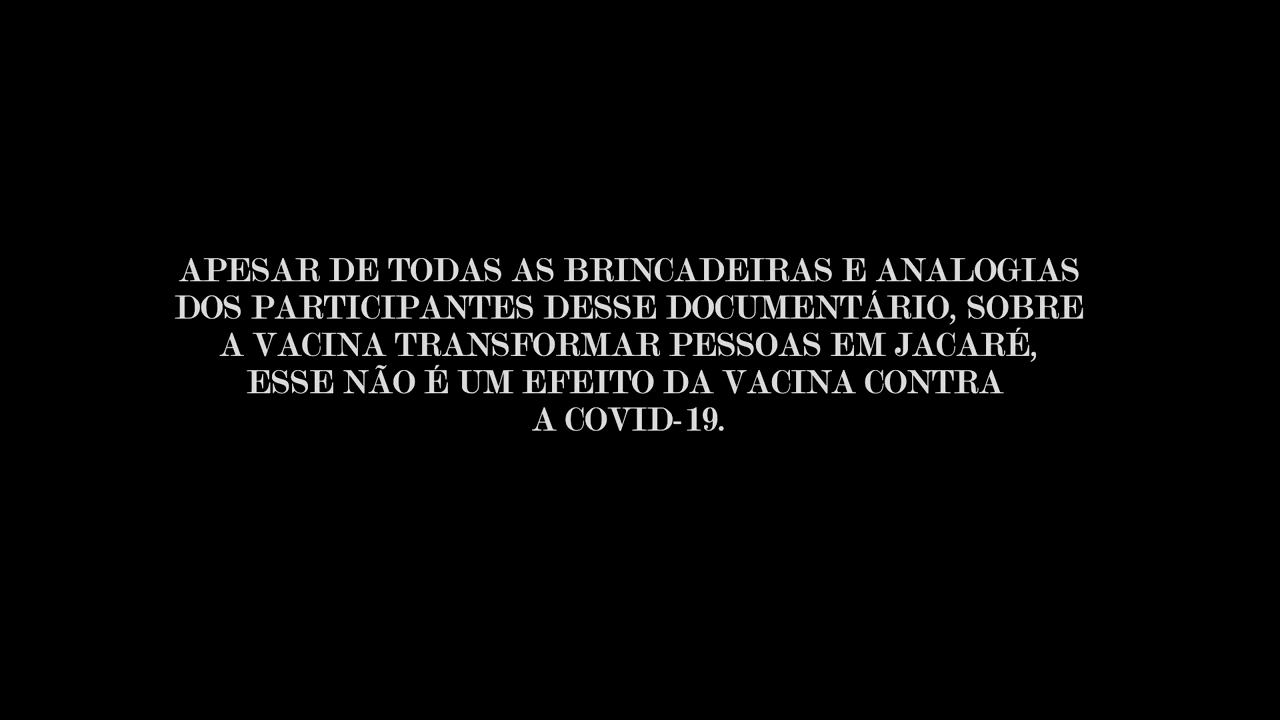 APESAR DE TODAS AS BRINCADEIRAS E ANALOGIAS
DOS PARTICIPANTES DESSE DOCUMENTÁRIO, SOBRE
A VACINA TRANSFORMAR PESSOAS EM JACARÉ,
ESSE NÃO É UM EFEITO DA VACINA CONTRA
A COVID-19.